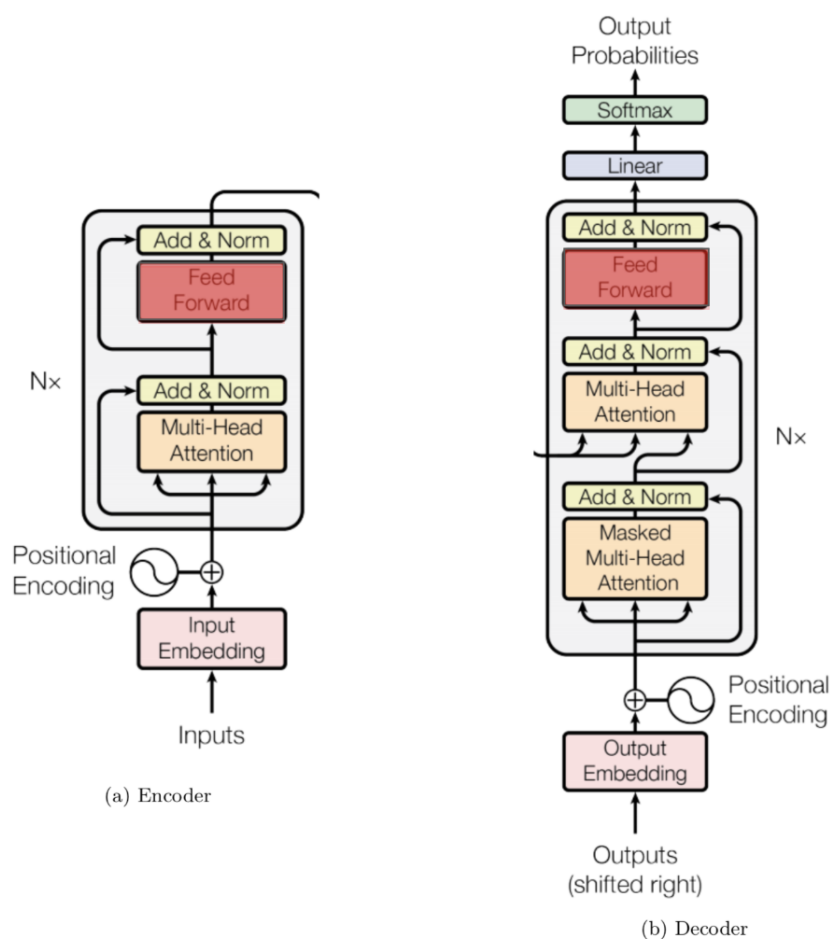 Add & Norm
Feed
Forward
Nx
Add & Norm
Multi-Head
Attention
Positional
Encoding
Input
Embedding
Inputs
(a) Encoder
Output
Probabilities
Softmax
Linear
Add & Norm
Feed
Forward
Add & Norm
Multi-Head
Attention
Nx
Add & Norm
Masked
Multi-Head
Attention
Positional
Encoding
Output
Embedding
Outputs
(shifted right)
(b) Decoder